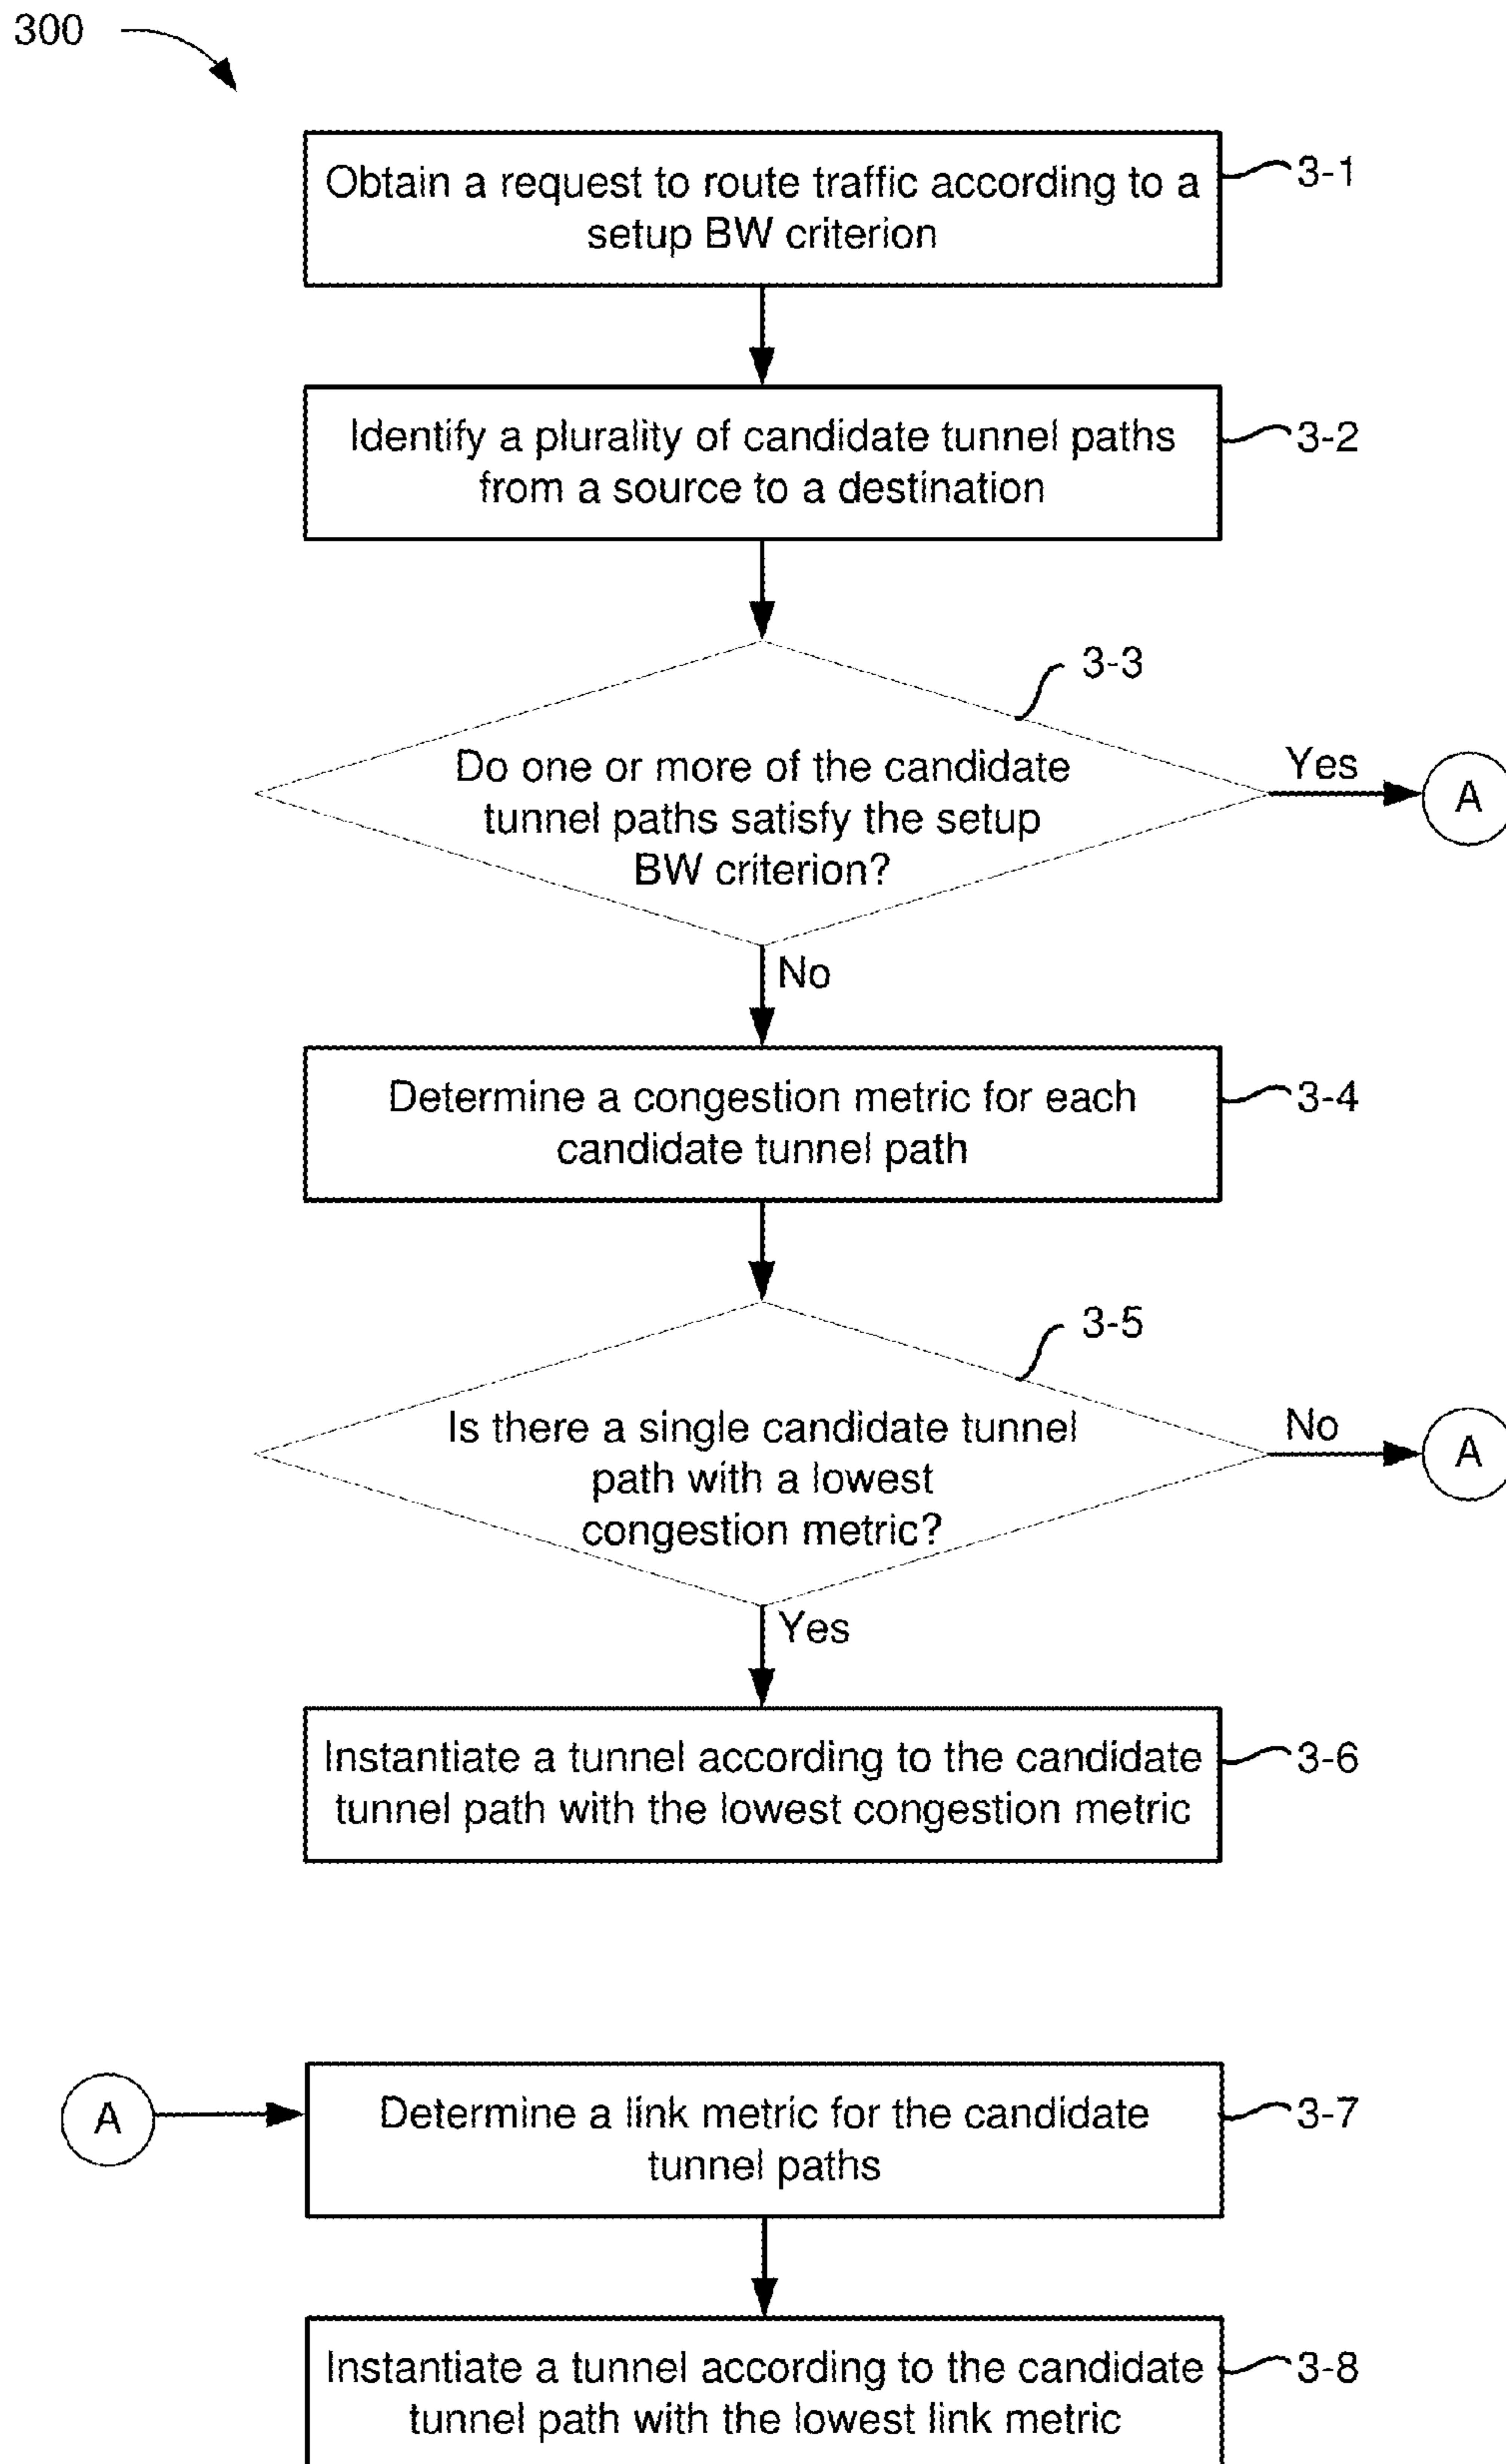 300
Obtain a request to route traffic according to a
setup BW criterion
3-1
Identify a plurality of candidate tunnel paths
from a source to a destination
3-2
3-3
Do one or more of the candidate
tunnel paths satisfy the setup
BW criterion?
Yes
A
No
Determine a congestion metric for each
candidate tunnel path
3-4
3-5
Is there a single candidate tunnel
path with a lowest
congestion metric?
No
A
Yes
Instantiate a tunnel according to the candidate
tunnel path with the lowest congestion metric
3-6
A
Determine a link metric for the candidate
tunnel paths
3-7
Instantiate a tunnel according to the candidate
tunnel path with the lowest link metric
3-8